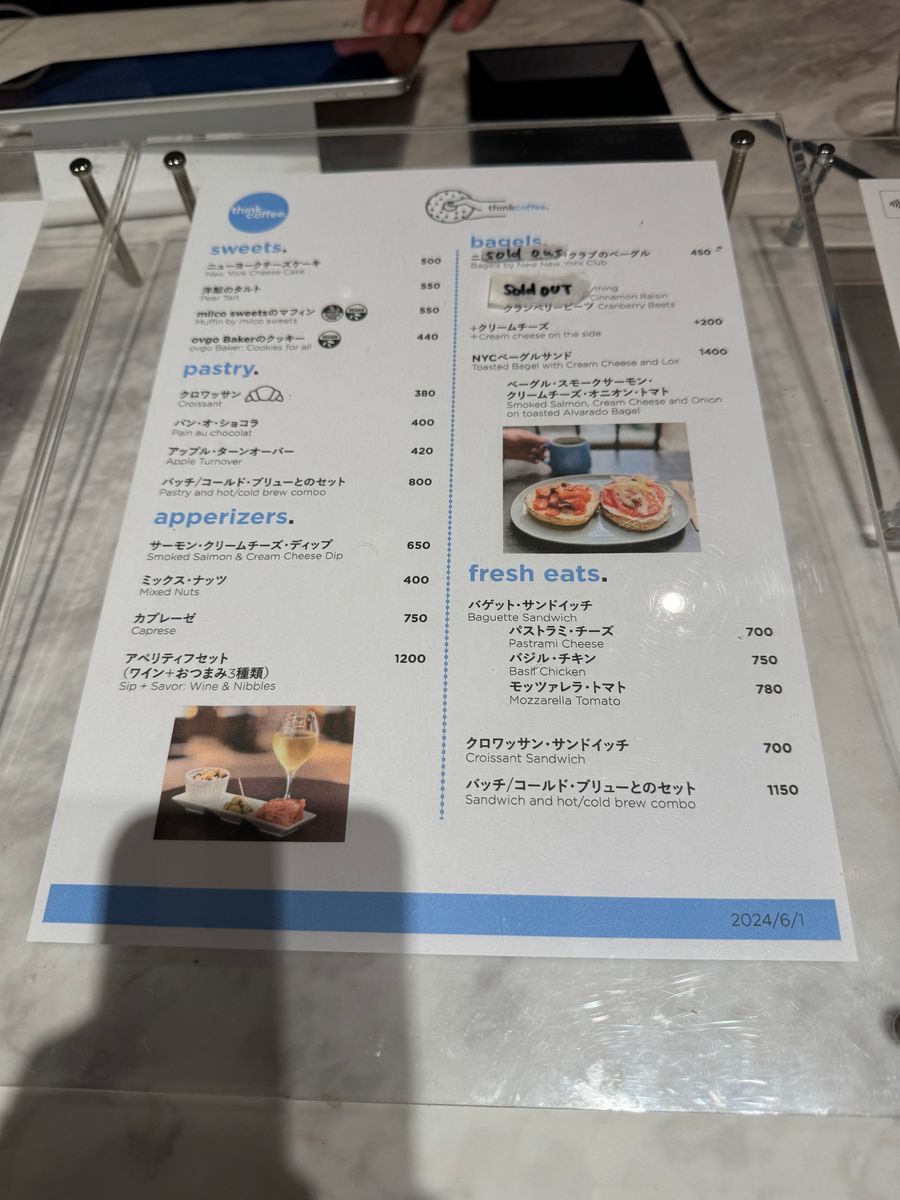 think
coffee.
thinkcoffee.
sweets.
ニューヨークチーズケーキ 500
New York Cheese Cake
洋梨のタルト 550
Pear Tart
milco sweetsのマフィン 550
Muffin by milco sweets
ovgo Bakerのクッキー 440
ovgo Baker: Cookies for all
pastry.
クロワッサン 380
Croissant
パン・オ・ショコラ 400
Pain au chocolat
アップル・ターンオーバー 420
Apple Turnover
バッチ/コールド・ブリューとのセット 800
Pastry and hot/cold brew combo
apperizers.
サーモン・クリームチーズ・ディップ 650
Smoked Salmon & Cream Cheese Dip
ミックス・ナッツ 400
Mixed Nuts
カプレーゼ 750
Caprese
アペリティフセット 1200
(ワイン+おつまみ3種類)
Sip + Savor: Wine & Nibbles
bagels.
sold out クラブのベーグル 450
Bagels by New New York Club
Sold OUT
Cinnamon Raisin
クランベリービーツ Cranberry Beets
+クリームチーズ +200
+Cream cheese on the side
NYCベーグルサンド 1400
Toasted Bagel with Cream Cheese and Lox
ベーグル・スモークサーモン・
クリームチーズ・オニオン・トマト
Smoked Salmon, Cream Cheese and Onion
on toasted Alvarado Bagel
fresh eats.
バゲット・サンドイッチ
Baguette Sandwich
パストラミ・チーズ 700
Pastrami Cheese
バジル・チキン 750
Basil Chicken
モッツァレラ・トマト 780
Mozzarella Tomato
クロワッサン・サンドイッチ 700
Croissant Sandwich
バッチ/コールド・ブリューとのセット 1150
Sandwich and hot/cold brew combo
2024/6/1